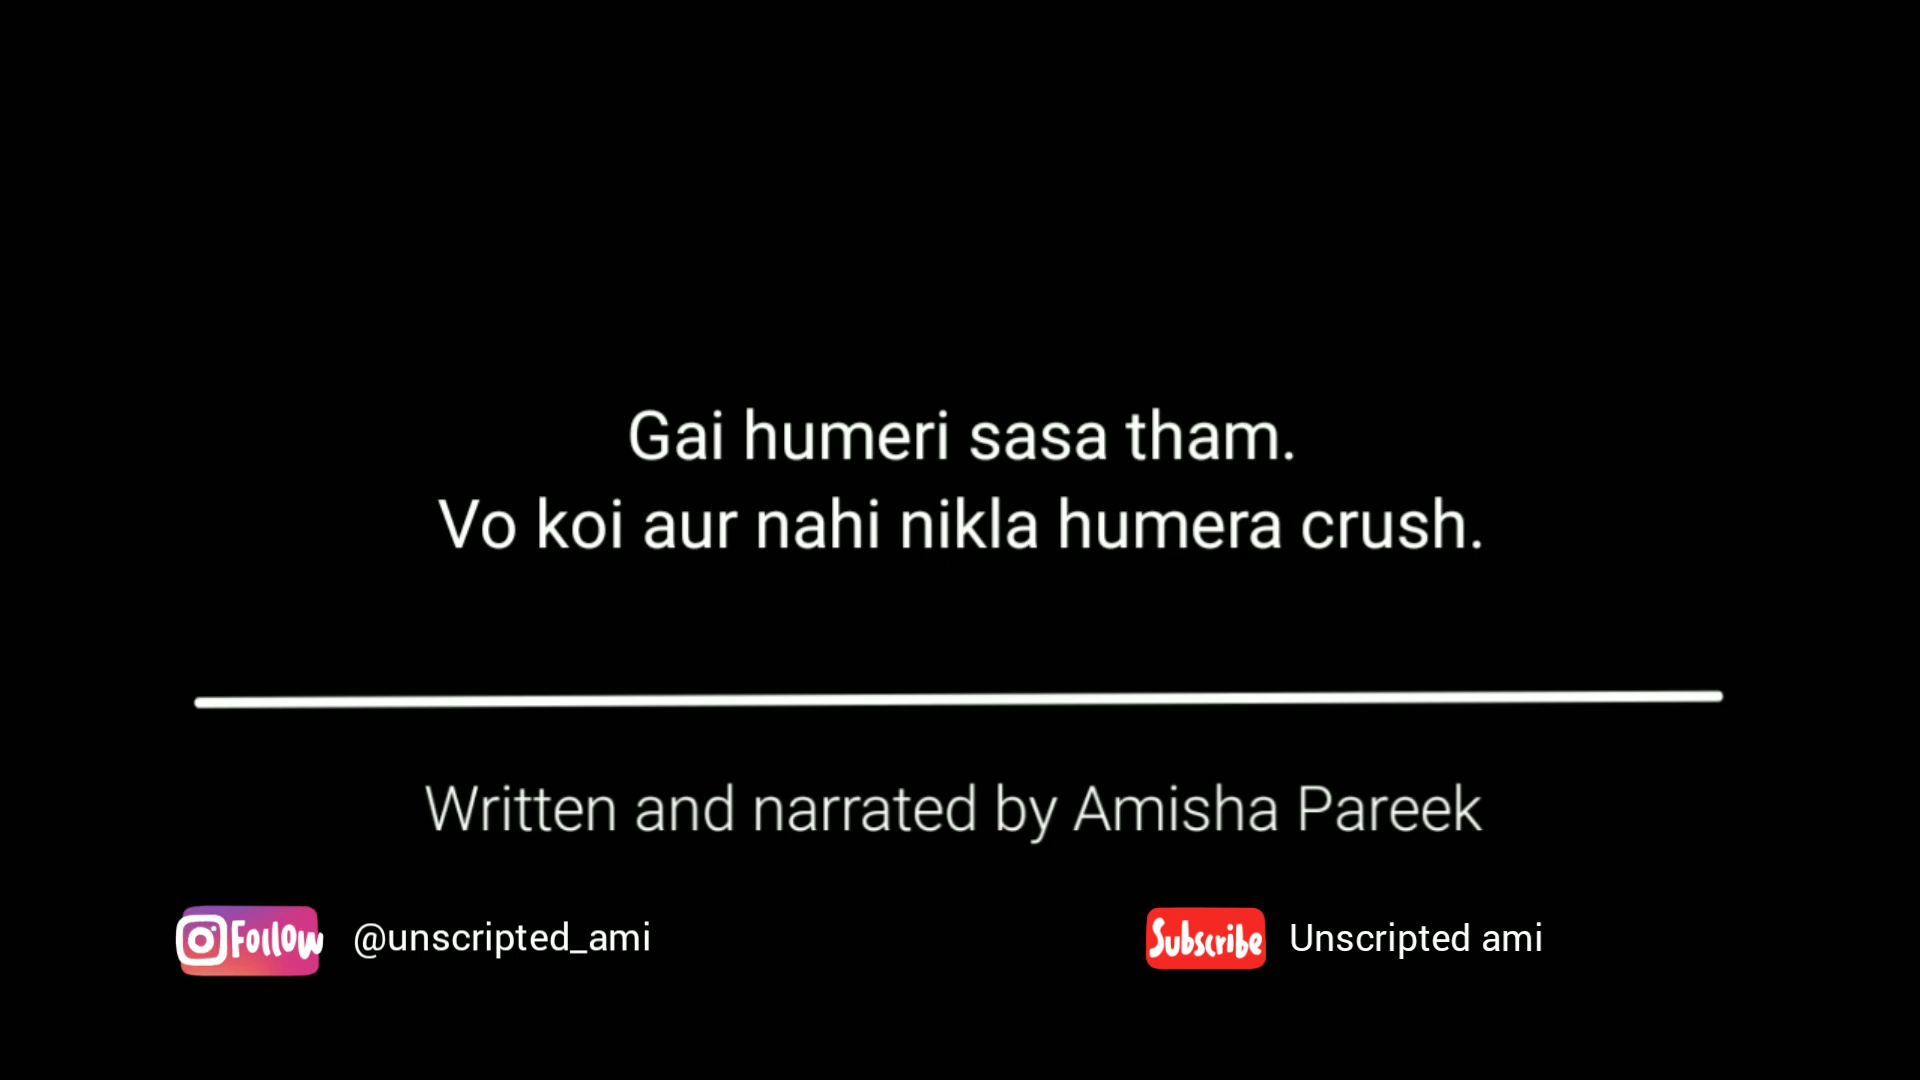 Gai humeri sasa tham.
Vo koi aur nahi nikla humera crush.
Written and narrated by Amisha Pareek
Follow @unscripted_ami
Subscribe Unscripted ami